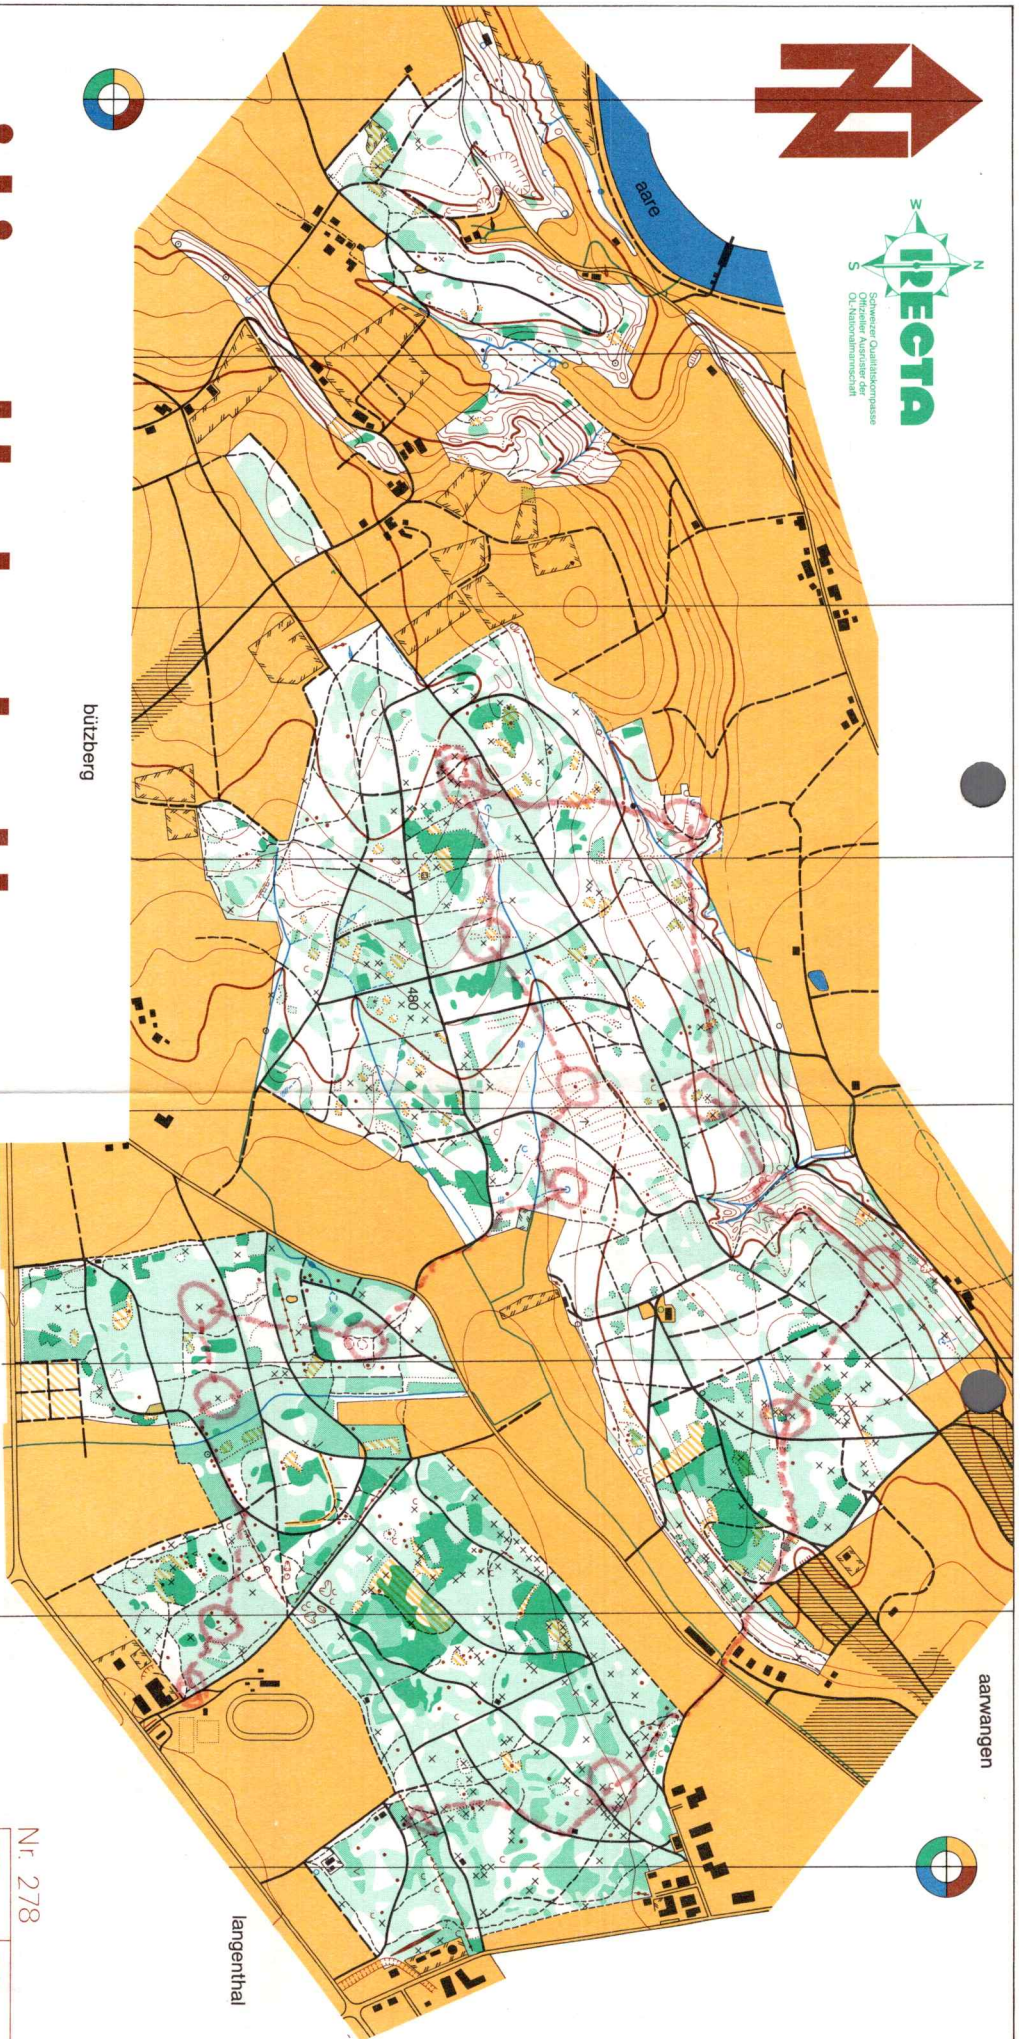 N
W
N
S
RECTA
Schweizer Qualitätskompasse
Offizieller Ausrüster der
OL-Nationalmannschaft
aare
bützberg
480
aarwangen
langenthal
Nr. 278